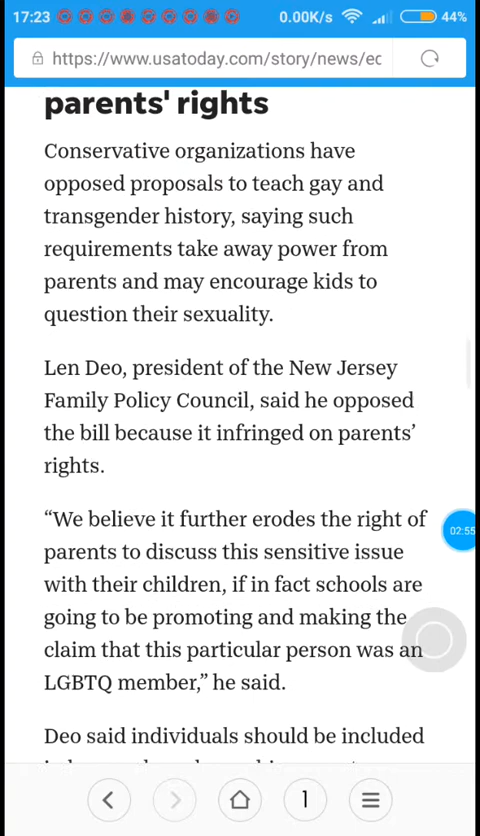 17:23 0.00K/s 44%
https://www.usatoday.com/story/news/ec
parents' rights
Conservative organizations have
opposed proposals to teach gay and
transgender history, saying such
requirements take away power from
parents and may encourage kids to
question their sexuality.
Len Deo, president of the New Jersey
Family Policy Council, said he opposed
the bill because it infringed on parents’
rights.
“We believe it further erodes the right of
parents to discuss this sensitive issue
02:55
with their children, if in fact schools are
going to be promoting and making the
claim that this particular person was an
LGBTQ member,” he said.
Deo said individuals should be included
1